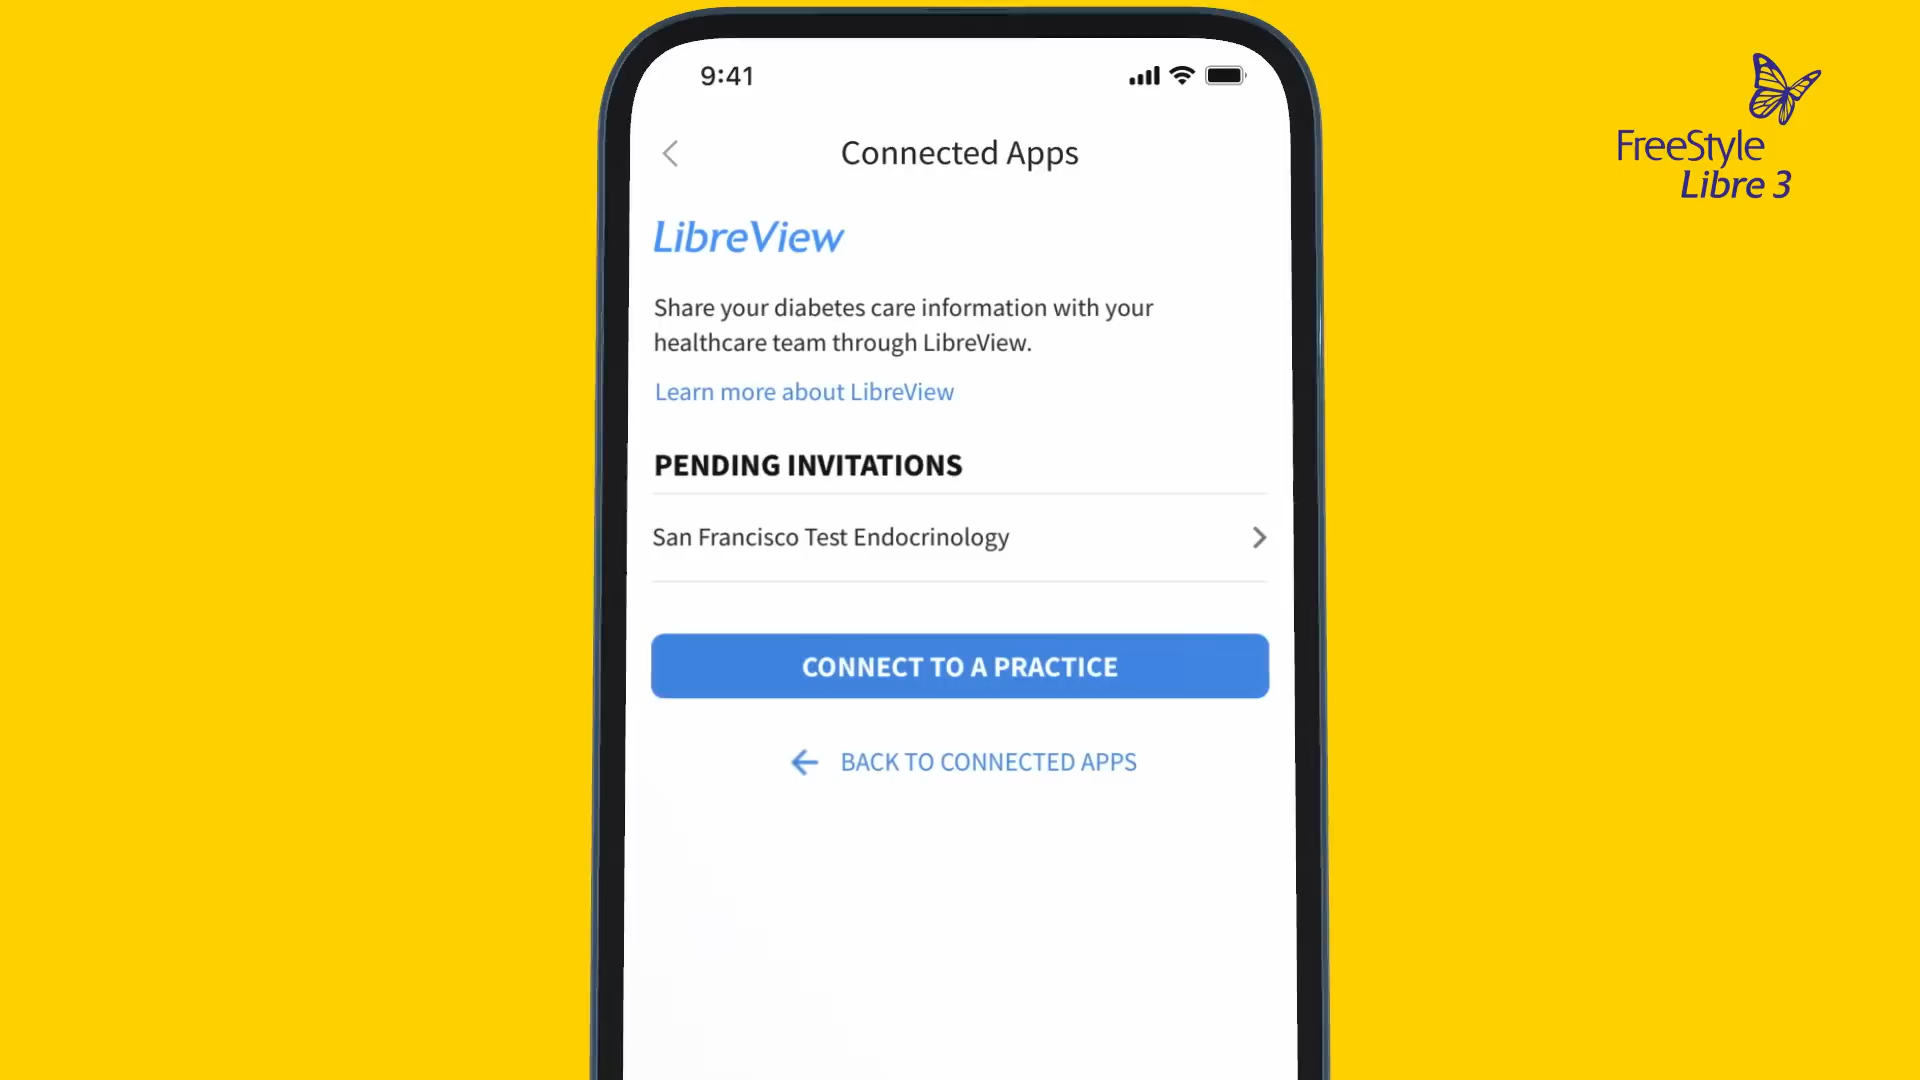 9:41
Connected Apps
FreeStyle
Libre 3
LibreView
Share your diabetes care information with your
healthcare team through LibreView.
Learn more about LibreView
PENDING INVITATIONS
San Francisco Test Endocrinology
CONNECT TO A PRACTICE
BACK TO CONNECTED APPS